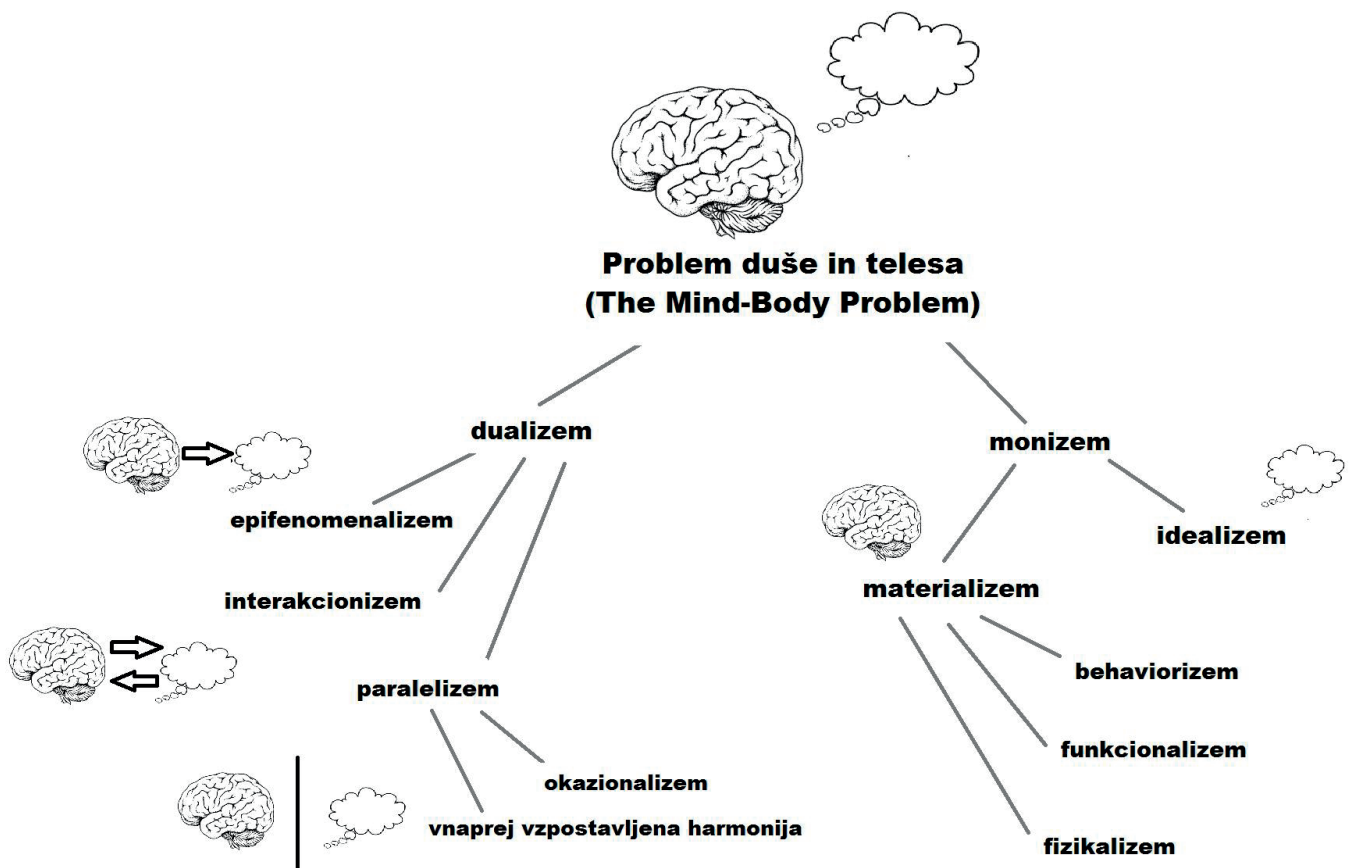 Problem duše in telesa
(The Mind-Body Problem)
dualizem
monizem
epifenomenalizem
idealizem
interakcionizem
materializem
paralelizem
behaviorizem
funkcionalizem
okazionalizem
vnaprej vzpostavljena harmonija
fizikalizem